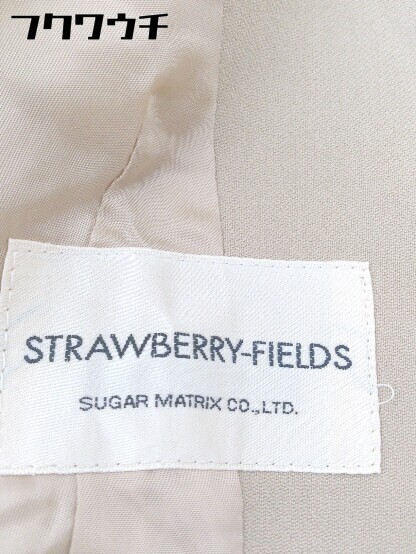 フクワウチ
STRAWBERRY-FIELDS
SUGAR MATRIX CO.,LTD.